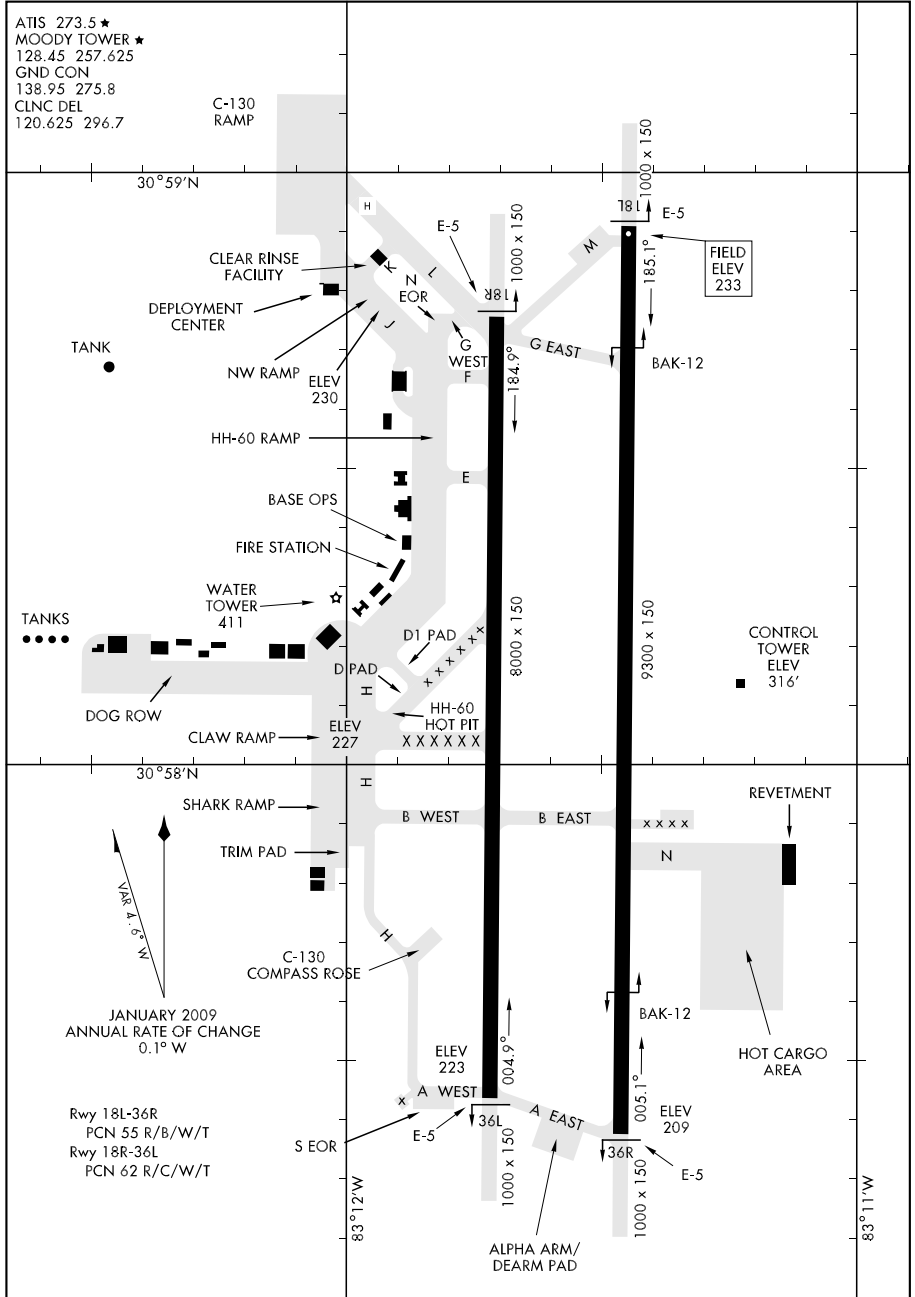 ATIS 273.5 ★
MOODY TOWER ★
128.45 257.625
GND CON
138.95 275.8
CLNC DEL
120.625 296.7
C-130
RAMP
30°59'N
1000 x 150
18L
E-5
H
E-5
1000 x 150
18R
M
FIELD
ELEV
233
185.1°
CLEAR RINSE
FACILITY
K
L
N
EOR
DEPLOYMENT
CENTER
J
TANK
NW RAMP
ELEV
230
G
WEST
F
G EAST
BAK-12
184.9°
HH-60 RAMP
E
BASE OPS
FIRE STATION
WATER
TOWER
411
TANKS
D1 PAD
X X X X X X
8000 x 150
9300 x 150
CONTROL
TOWER
ELEV
316'
D PAD
H
DOG ROW
HH-60
HOT PIT
CLAW RAMP
ELEV
227
X X X X X X
30°58'N
H
SHARK RAMP
B WEST
B EAST
X X X X
REVETMENT
TRIM PAD
N
VAR 4.6° W
H
C-130
COMPASS ROSE
JANUARY 2009
ANNUAL RATE OF CHANGE
0.1° W
BAK-12
HOT CARGO
AREA
ELEV
223
004.9°
005.1°
ELEV
209
X
A WEST
A EAST
36L
36R
Rwy 18L-36R
PCN 55 R/B/W/T
Rwy 18R-36L
PCN 62 R/C/W/T
S EOR
E-5
E-5
1000 x 150
1000 x 150
83°12'W
83°11'W
ALPHA ARM/
DEARM PAD